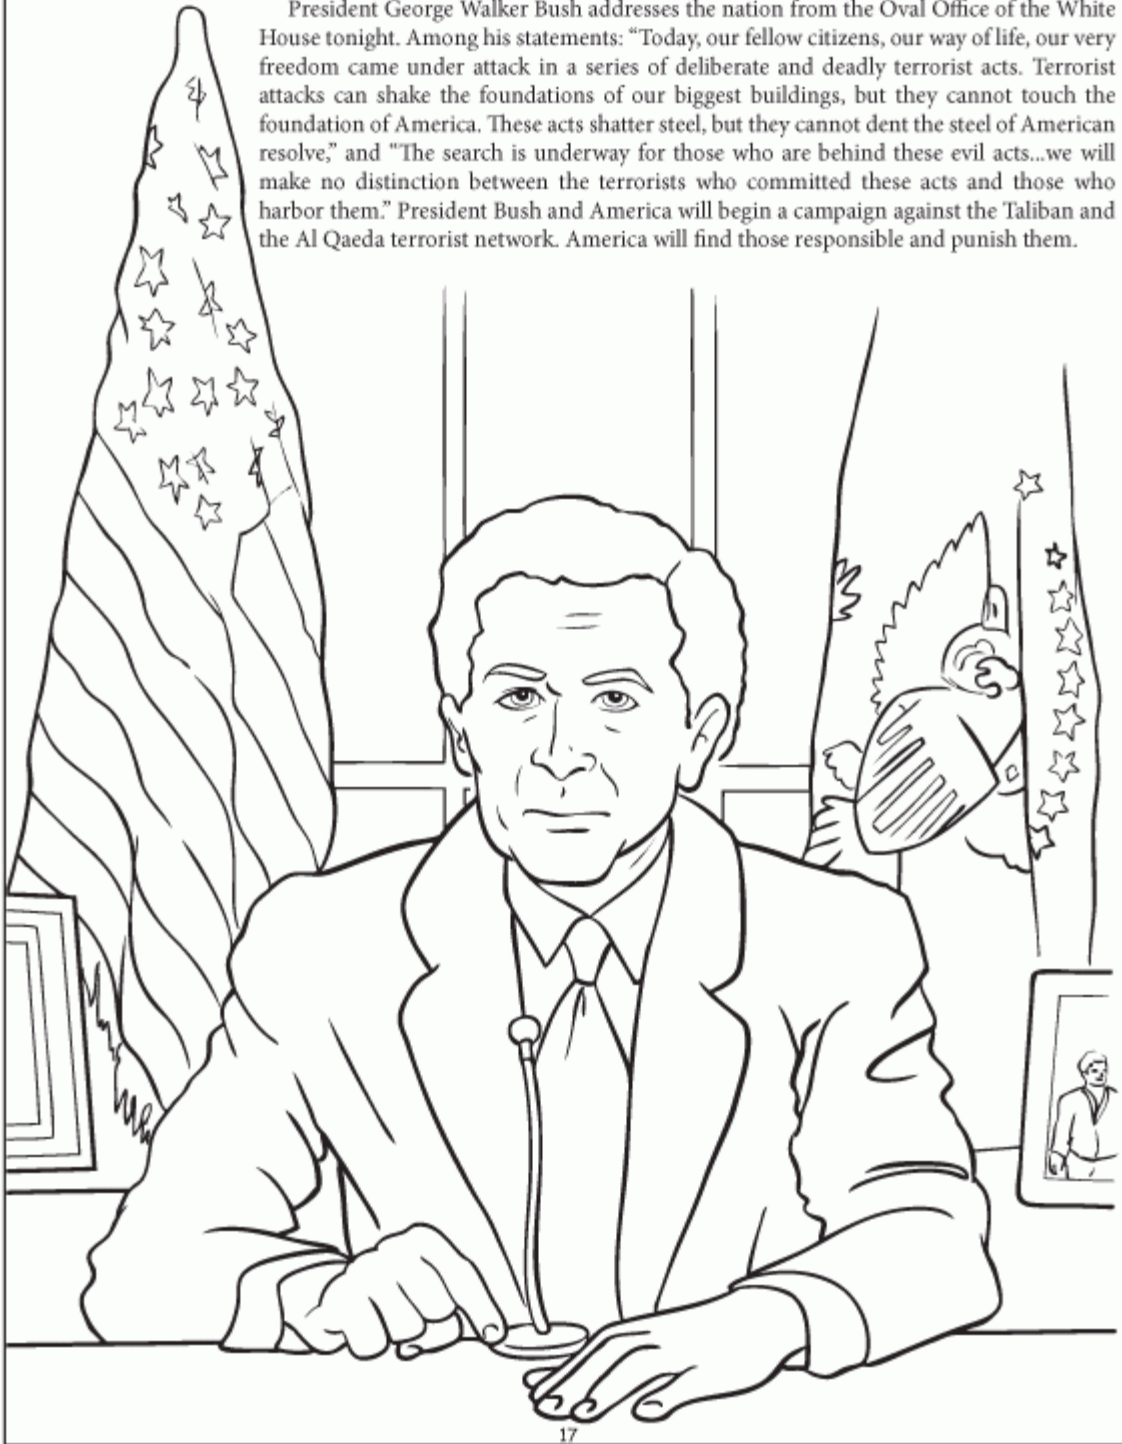 President George Walker Bush addresses the nation from the Oval Office of the White
House tonight. Among his statements: “Today, our fellow citizens, our way of life, our very
freedom came under attack in a series of deliberate and deadly terrorist acts. Terrorist
attacks can shake the foundations of our biggest buildings, but they cannot touch the
foundation of America. These acts shatter steel, but they cannot dent the steel of American
resolve,” and “The search is underway for those who are behind these evil acts...we will
make no distinction between the terrorists who committed these acts and those who
harbor them.” President Bush and America will begin a campaign against the Taliban and
the Al Qaeda terrorist network. America will find those responsible and punish them.
17